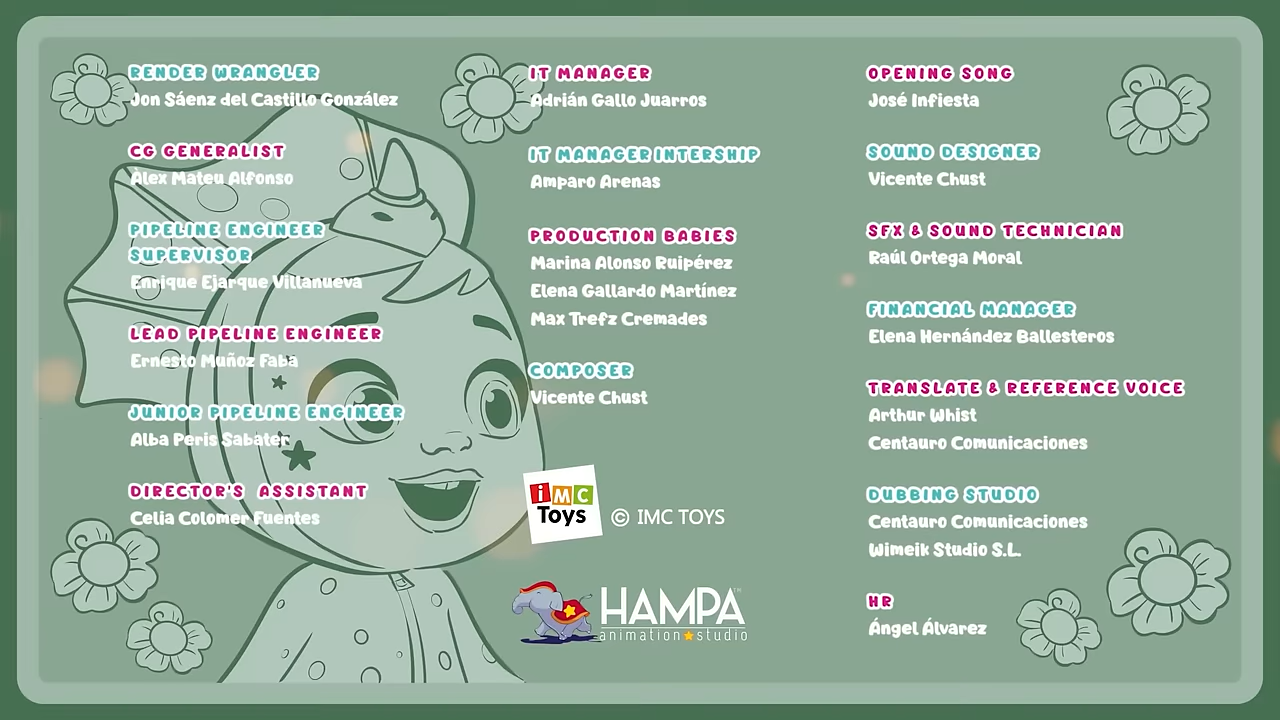 RENDER WRANGLER
Jon Sáenz del Castillo González
CG GENERALIST
Àlex Mateu Alfonso
PIPELINE ENGINEER
SUPERVISOR
Enrique Ejarque Villanueva
LEAD PIPELINE ENGINEER
Ernesto Muñoz Faba
JUNIOR PIPELINE ENGINEER
Alba Peris Sabater
DIRECTOR'S ASSISTANT
Celia Colomer Fuentes
IT MANAGER
Adrián Gallo Juarros
IT MANAGER INTERSHIP
Amparo Arenas
PRODUCTION BABIES
Marina Alonso Ruipérez
Elena Gallardo Martínez
Max Trefz Cremades
COMPOSER
Vicente Chust
iMC
Toys
© IMC TOYS
HAMPA™
animation studio
OPENING SONG
José Infiesta
SOUND DESIGNER
Vicente Chust
SFX & SOUND TECHNICIAN
Raúl Ortega Moral
FINANCIAL MANAGER
Elena Hernández Ballesteros
TRANSLATE & REFERENCE VOICE
Arthur Whist
Centauro Comunicaciones
DUBBING STUDIO
Centauro Comunicaciones
Wimeik Studio S.L.
HR
Ángel Álvarez